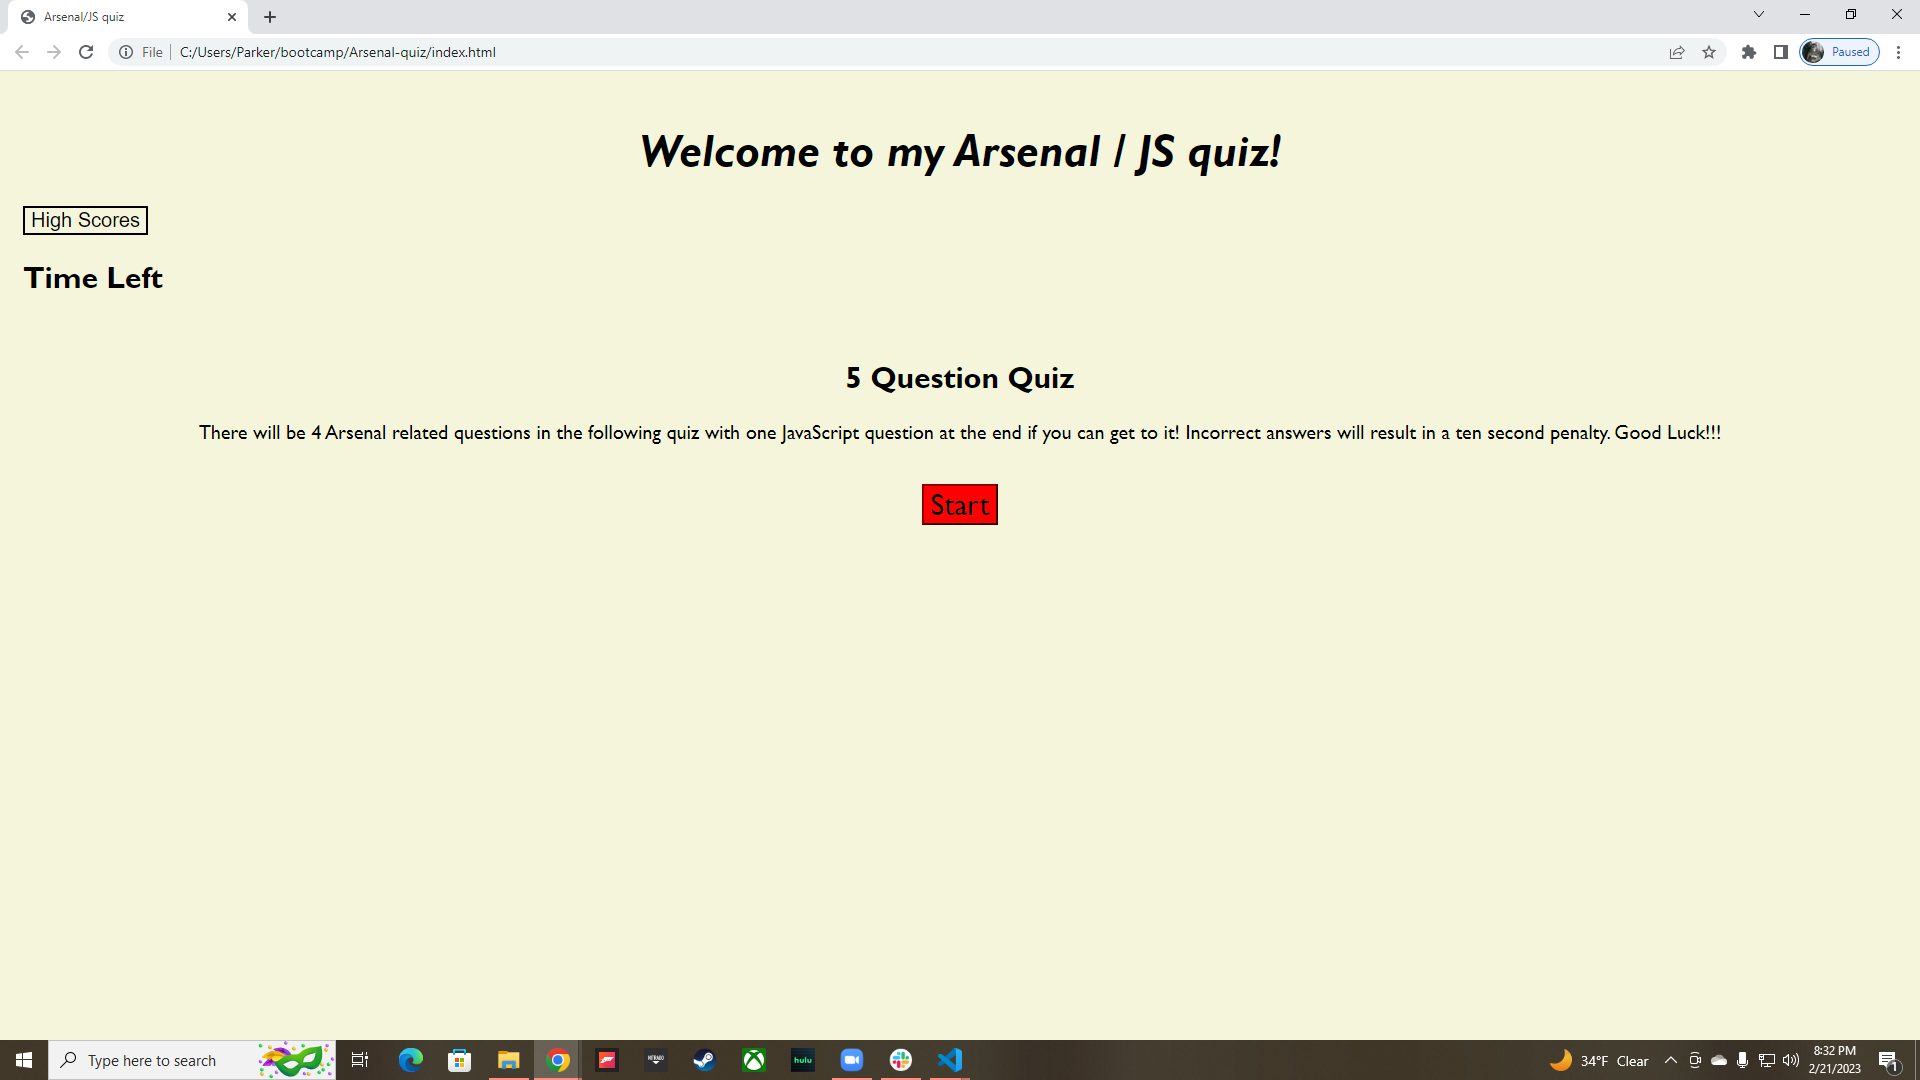 Arsenal/JS quiz
File C:/Users/Parker/bootcamp/Arsenal-quiz/index.html
Paused
Welcome to my Arsenal / JS quiz!
High Scores
Time Left
5 Question Quiz
There will be 4 Arsenal related questions in the following quiz with one JavaScript question at the end if you can get to it! Incorrect answers will result in a ten second penalty. Good Luck!!!
Start
Type here to search
NITRADO
hulu
34°F Clear
8:32 PM
2/21/2023
1